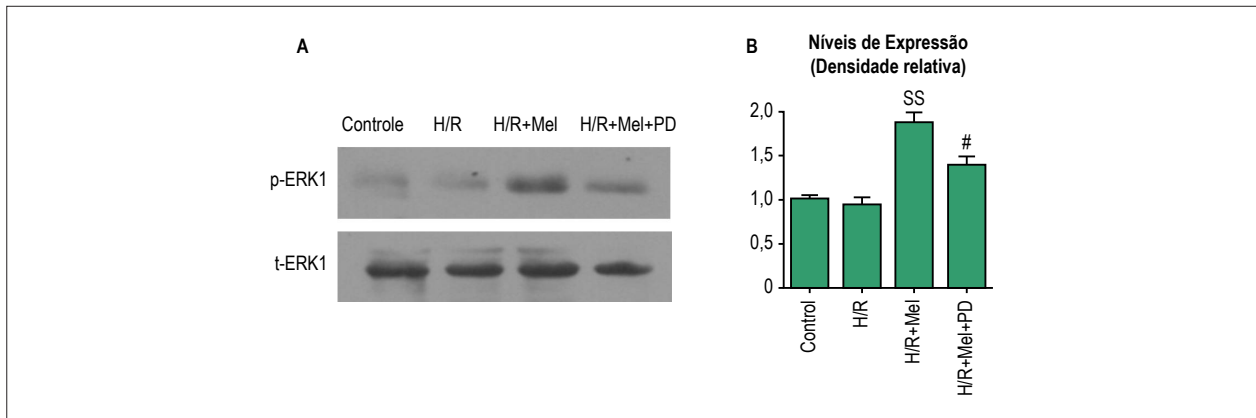 A
Controle H/R H/R+Mel H/R+Mel+PD
p-ERK1
t-ERK1
B
Níveis de Expressão
(Densidade relativa)
2,0
1,5
1,0
0,5
0
SS
#
Control
H/R
H/R+Mel
H/R+Mel+PD